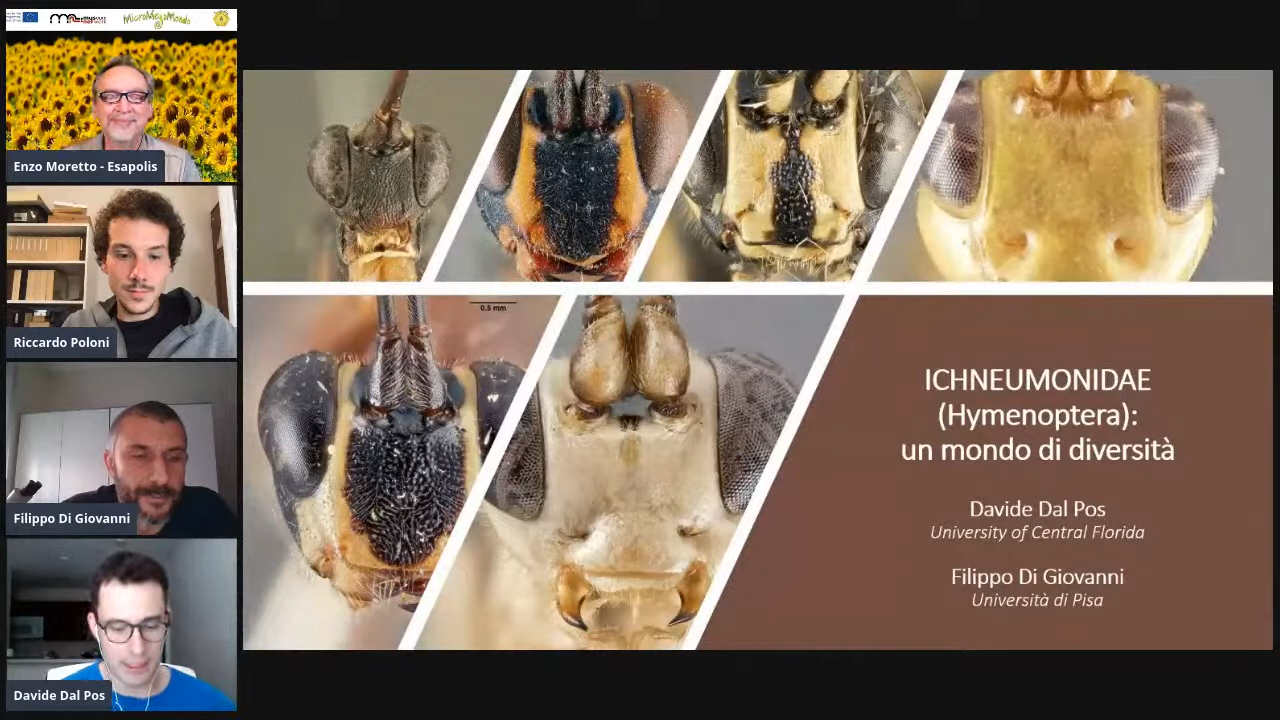 MicroMegaMondo
Enzo Moretto - Esapolis
Riccardo Poloni
Filippo Di Giovanni
Davide Dal Pos
0.5 mm
ICHNEUMONIDAE
(Hymenoptera):
un mondo di diversità
Davide Dal Pos
University of Central Florida
Filippo Di Giovanni
Università di Pisa